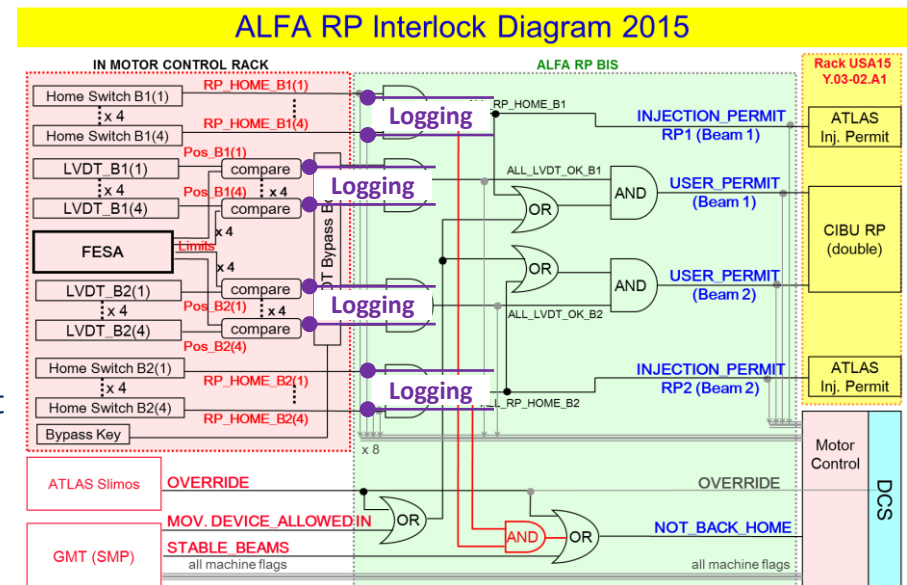 ALFA RP Interlock Diagram 2015
IN MOTOR CONTROL RACK
ALFA RP BIS
Rack USA15
Y.03-02.A1
Home Switch B1(1)
RP_HOME_B1(1)
x 4
Home Switch B1(4)
RP_HOME_B1(4)
Logging
RP_HOME_B1
INJECTION_PERMIT
RP1 (Beam 1)
ATLAS
Inj. Permit
Pos_B1(1)
LVDT_B1(1)
compare
x 4
Pos_B1(4)
x 4
LVDT_B1(4)
compare
Logging
ALL_LVDT_OK_B1
AND
USER_PERMIT
(Beam 1)
OR
x 4
FESA
Limits
x 4
CIBU RP
(double)
OR
LVDT_B2(1)
compare
x 4
Pos_B2(1)
x 4
LVDT_B2(4)
compare
Pos_B2(4)
DT Bypass B
Logging
ALL_LVDT_OK_B2
AND
USER_PERMIT
(Beam 2)
Home Switch B2(1)
RP_HOME_B2(1)
x 4
Home Switch B2(4)
RP_HOME_B2(4)
Bypass Key
Logging
RP_HOME_B2
INJECTION_PERMIT
RP2 (Beam 2)
ATLAS
Inj. Permit
x 8
Motor
Control
DCS
ATLAS Slimos
OVERRIDE
OVERRIDE
MOV. DEVICE_ALLOWED IN
OR
GMT (SMP)
STABLE_BEAMS
all machine flags
AND
OR
NOT_BACK_HOME
all machine flags